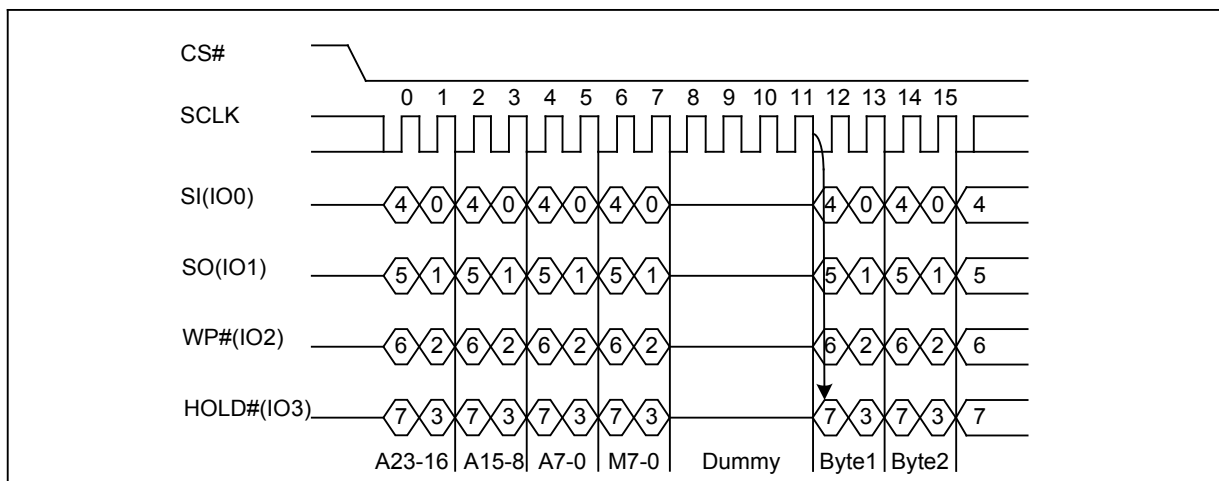 CS#
0 1 2 3 4 5 6 7 8 9 10 11 12 13 14 15
SCLK
SI(IO0) 4 0 4 0 4 0 4 0 4 0 4 0 4
SO(IO1) 5 1 5 1 5 1 5 1 5 1 5 1 5
WP#(IO2) 6 2 6 2 6 2 6 2 6 2 6 2 6
HOLD#(IO3) 7 3 7 3 7 3 7 3 7 3 7 3 7
A23-16 A15-8 A7-0 M7-0 Dummy Byte1 Byte2